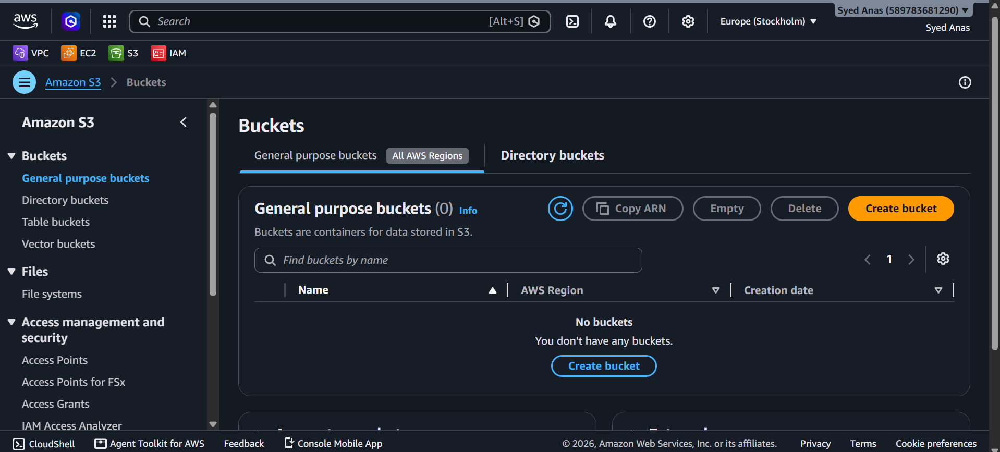 aws
Search [Alt+S]
Europe (Stockholm)
Syed Anas (589783681290)
Syed Anas
VPC EC2 S3 IAM
Amazon S3 Buckets
Amazon S3
Buckets
General purpose buckets
Directory buckets
Table buckets
Vector buckets
Files
File systems
Access management and
security
Access Points
Access Points for FSx
Access Grants
IAM Access Analyzer
Buckets
General purpose buckets All AWS Regions Directory buckets
General purpose buckets (0) Info
Copy ARN Empty Delete Create bucket
Buckets are containers for data stored in S3.
Find buckets by name
1
Name AWS Region Creation date
No buckets
You don't have any buckets.
Create bucket
CloudShell Agent Toolkit for AWS Feedback Console Mobile App © 2026, Amazon Web Services, Inc. or its affiliates. Privacy Terms Cookie preferences